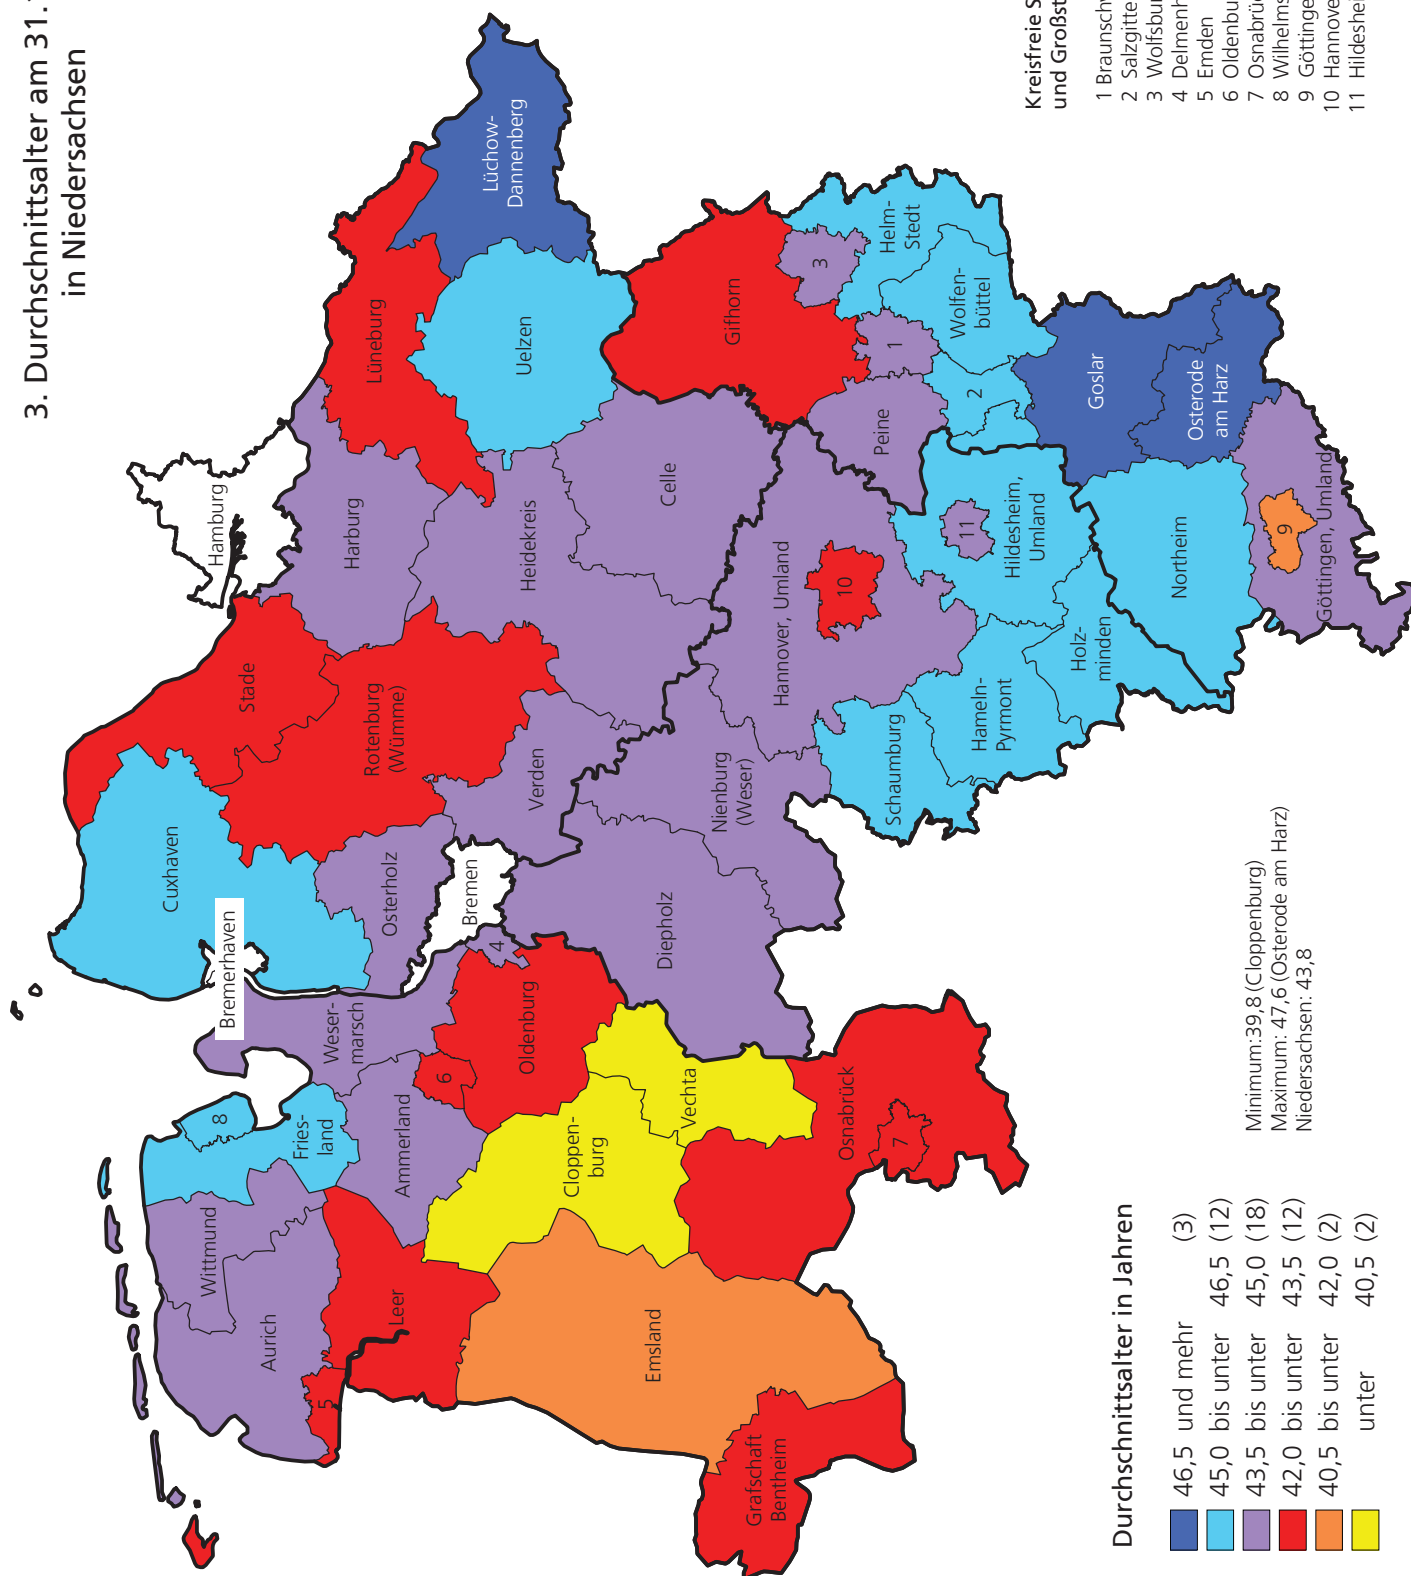 3. Durchschnittsalter am 31.
in Niedersachsen
Hamburg
Bremerhaven
Bremen
Cuxhaven
Stade
Harburg
Lüneburg
Lüchow-
Dannenberg
Uelzen
Rotenburg
(Wümme)
Heidekreis
Celle
Gifhorn
Osterholz
Verden
Wittmund
Aurich
Fries-
land
Weser-
marsch
Ammerland
Leer
Oldenburg
Cloppen-
burg
Vechta
Emsland
Grafschaft
Bentheim
Osnabrück
Diepholz
Nienburg
(Weser)
Hannover, Umland
Schaumburg
Hameln-
Pyrmont
Holz-
minden
Hildesheim,
Umland
Peine
Helm-
Stedt
Wolfen-
büttel
Goslar
Osterode
am Harz
Northeim
Göttingen, Umland
1
2
3
4
5
6
7
8
9
10
11
Kreisfreie S
und Großst
1 Braunschw
2 Salzgitte
3 Wolfsbur
4 Delmenh
5 Emden
6 Oldenbu
7 Osnabrüc
8 Wilhelms
9 Göttinge
10 Hannove
11 Hildeshei
Minimum:39,8 (Cloppenburg)
Maximum: 47,6 (Osterode am Harz)
Niedersachsen: 43,8
Durchschnittsalter in Jahren
46,5 und mehr (3)
45,0 bis unter 46,5 (12)
43,5 bis unter 45,0 (18)
42,0 bis unter 43,5 (12)
40,5 bis unter 42,0 (2)
unter 40,5 (2)